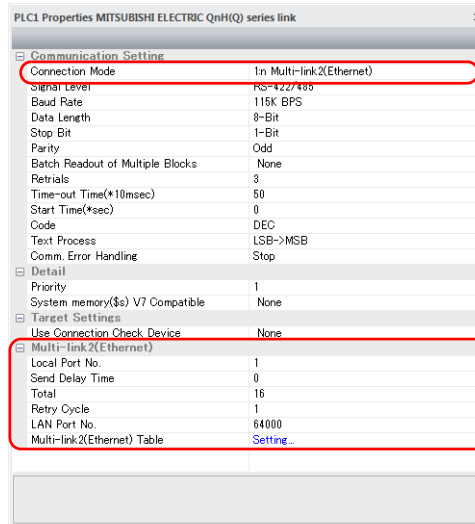 PLC1 Properties MITSUBISHI ELECTRIC QnH(Q) series link
Communication Setting
Connection Mode 1:n Multi-link2(Ethernet)
Signal Level RS-422/485
Baud Rate 115K BPS
Data Length 8-Bit
Stop Bit 1-Bit
Parity Odd
Batch Readout of Multiple Blocks None
Retrials 3
Time-out Time(*10msec) 50
Start Time(*sec) 0
Code DEC
Text Process LSB->MSB
Comm. Error Handling Stop
Detail
Priority 1
System memory($s) V7 Compatible None
Target Settings
Use Connection Check Device None
Multi-link2(Ethernet)
Local Port No. 1
Send Delay Time 0
Total 16
Retry Cycle 1
LAN Port No. 64000
Multi-link2(Ethernet) Table Setting...